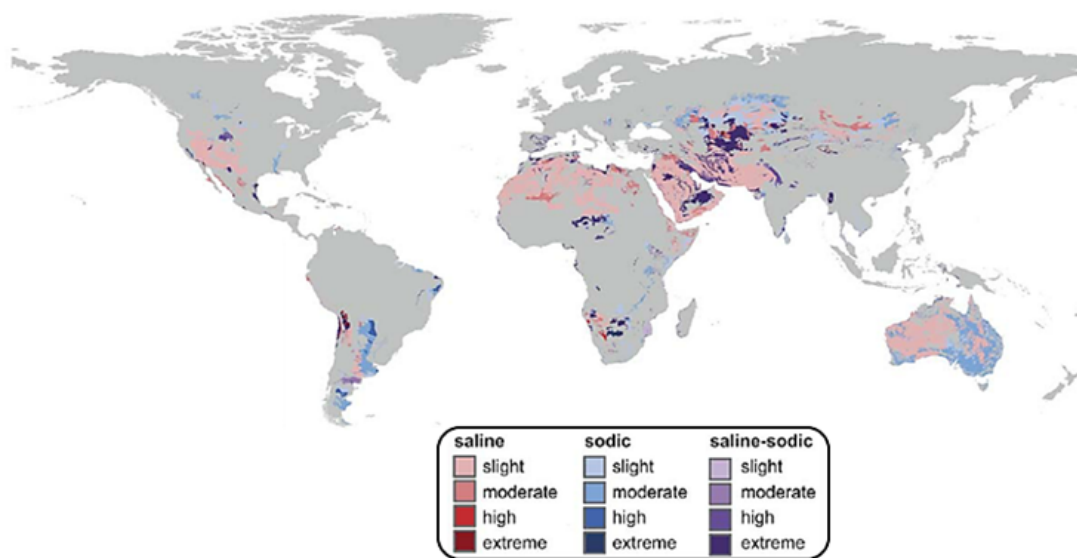 saline sodic saline-sodic
slight slight slight
moderate moderate moderate
high high high
extreme extreme extreme